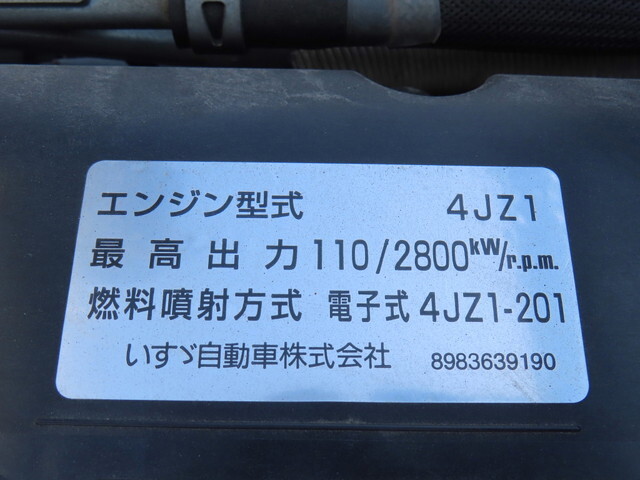 エンジン型式 4JZ1
最高出力 110/2800kW/r.p.m.
燃料噴射方式 電子式 4JZ1-201
いすゞ自動車株式会社 8983639190